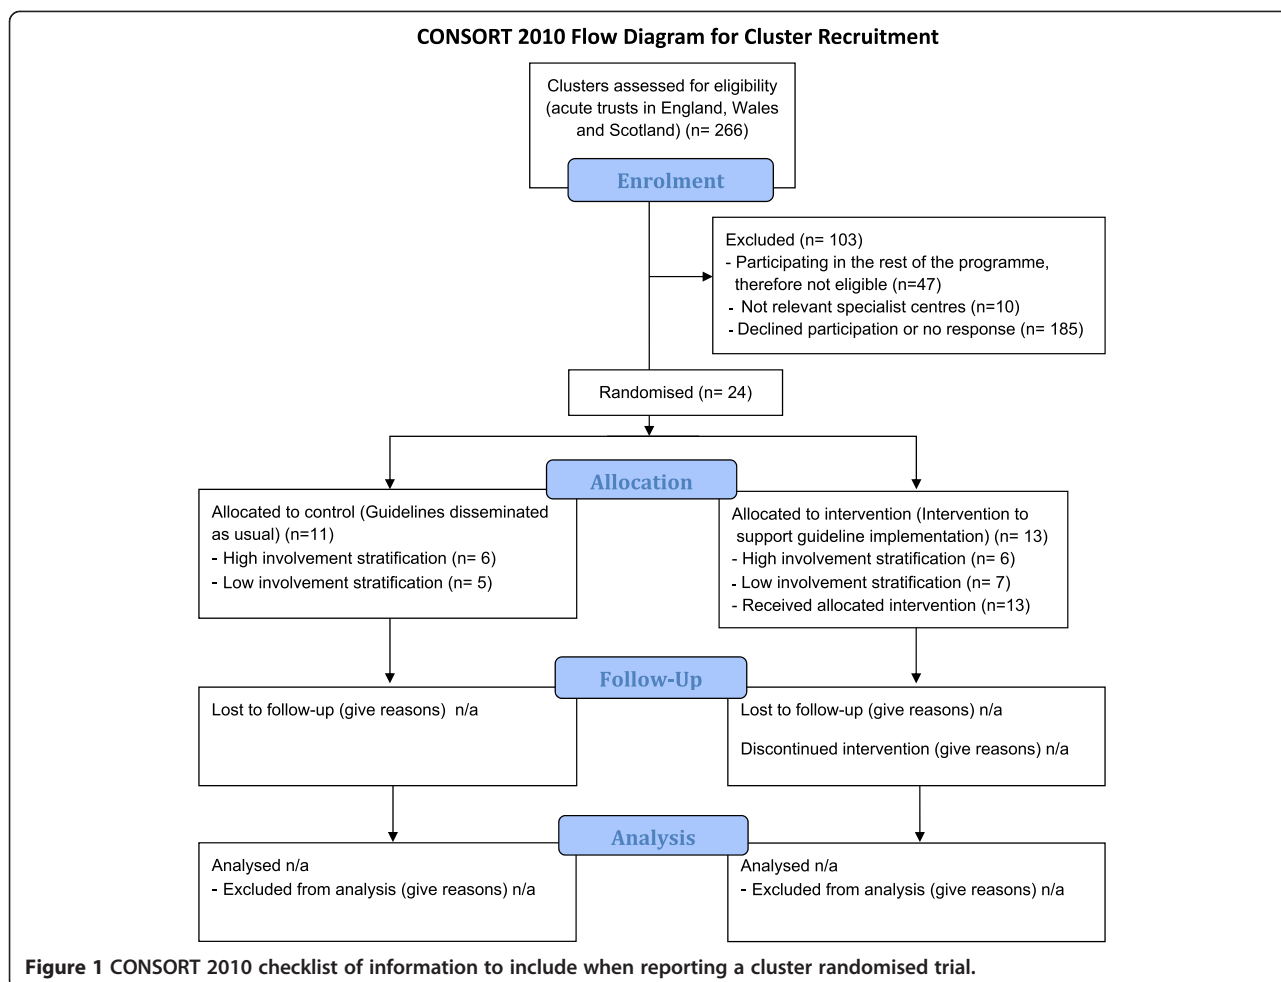 CONSORT 2010 Flow Diagram for Cluster Recruitment
Clusters assessed for eligibility
(acute trusts in England, Wales
and Scotland) (n= 266)
Enrolment
Excluded (n= 103)
- Participating in the rest of the programme,
therefore not eligible (n=47)
- Not relevant specialist centres (n=10)
- Declined participation or no response (n= 185)
Randomised (n= 24)
Allocation
Allocated to control (Guidelines disseminated
as usual) (n=11)
- High involvement stratification (n= 6)
- Low involvement stratification (n= 5)
Allocated to intervention (Intervention to
support guideline implementation) (n= 13)
- High involvement stratification (n= 6)
- Low involvement stratification (n= 7)
- Received allocated intervention (n=13)
Follow-Up
Lost to follow-up (give reasons) n/a
Lost to follow-up (give reasons) n/a
Discontinued intervention (give reasons) n/a
Analysis
Analysed n/a
- Excluded from analysis (give reasons) n/a
Analysed n/a
- Excluded from analysis (give reasons) n/a
Figure 1 CONSORT 2010 checklist of information to include when reporting a cluster randomised trial.